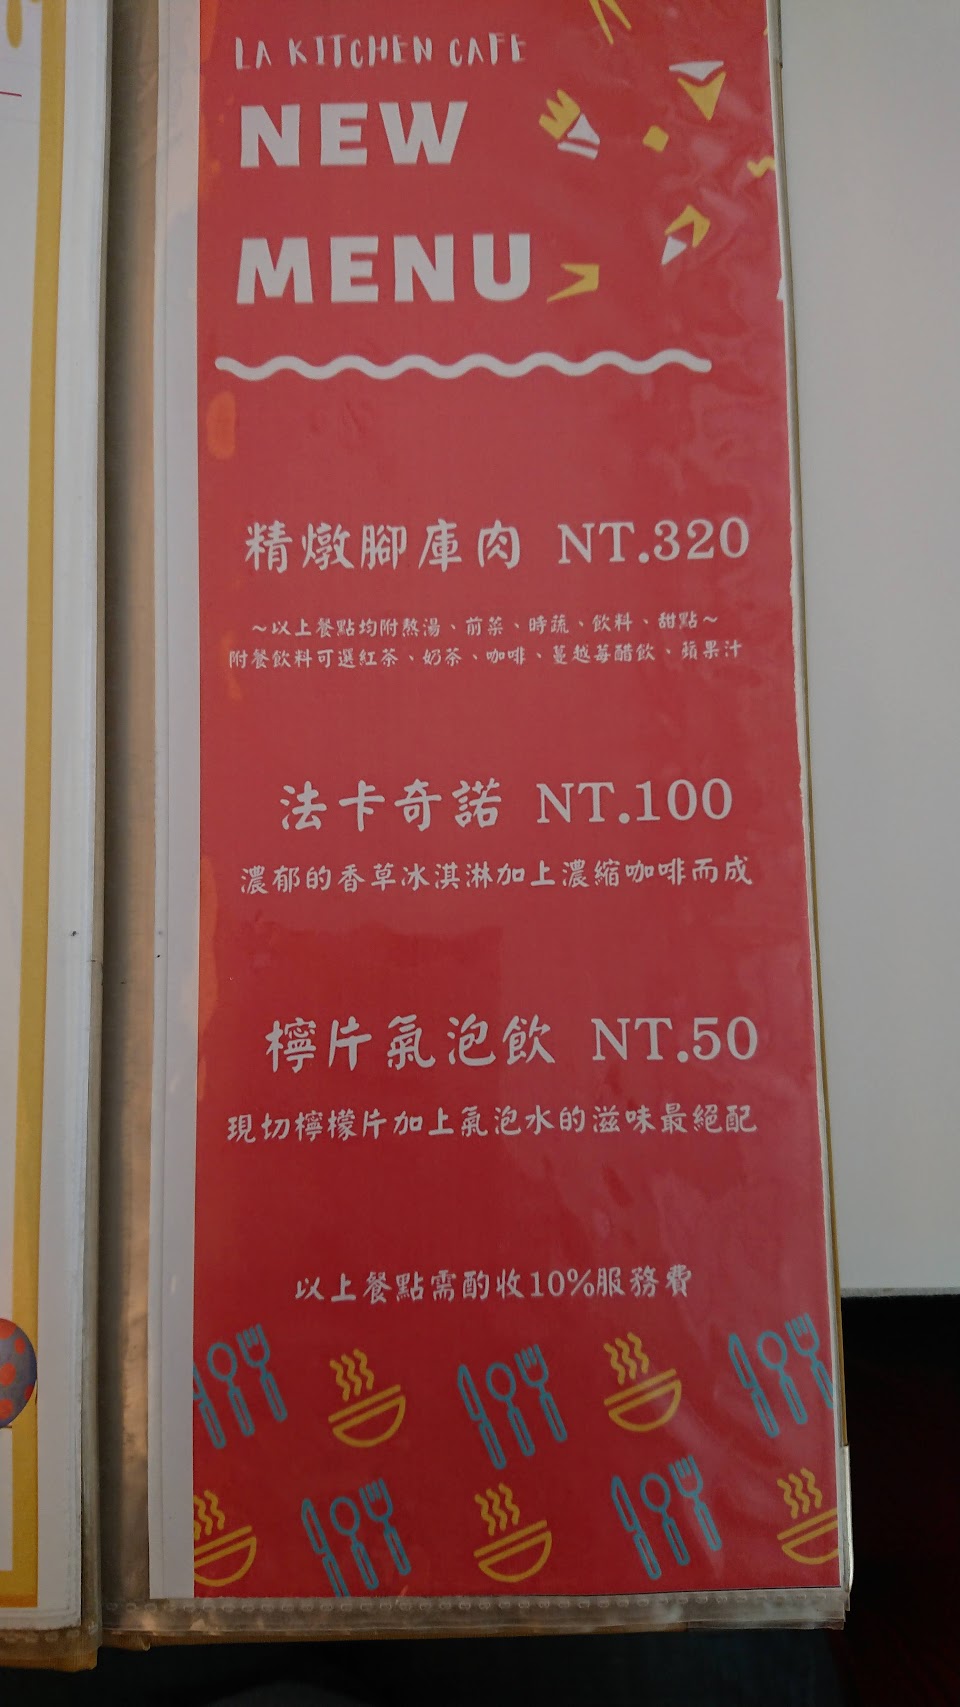 LA KITCHEN CAFE
NEW
MENU
精燉腳庫肉 NT.320
～以上餐點均附熱湯、前菜、時蔬、飲料、甜點～
附餐飲料可選紅茶、奶茶、咖啡、蔓越莓醋飲、蘋果汁
法卡奇諾 NT.100
濃郁的香草冰淇淋加上濃縮咖啡而成
檸片氣泡飲 NT.50
現切檸檬片加上氣泡水的滋味最絕配
以上餐點需酌收10%服務費